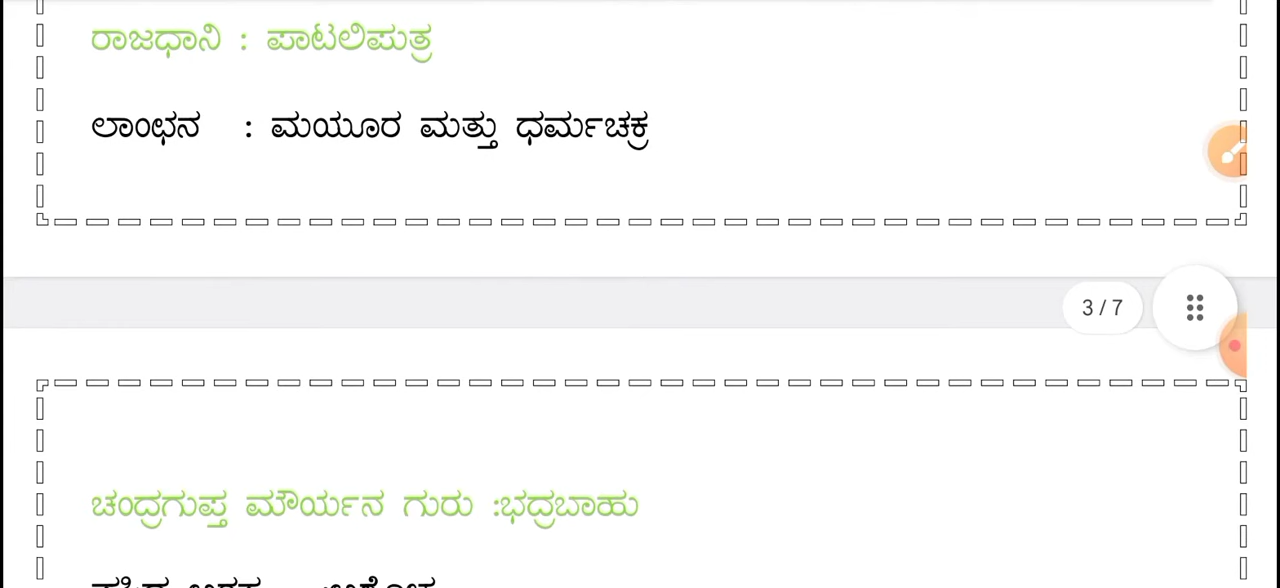 ರಾಜಧಾನಿ : ಪಾಟಲಿಪುತ್ರ
ಲಾಂಛನ : ಮಯೂರ ಮತ್ತು ಧರ್ಮಚಕ್ರ
3 / 7
ಚಂದ್ರಗುಪ್ತ ಮೌರ್ಯನ ಗುರು :ಭದ್ರಬಾಹು